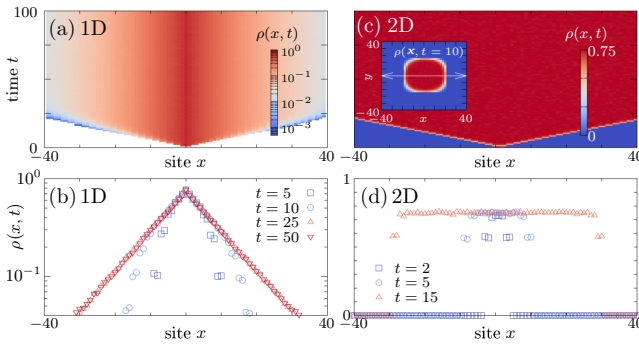 (a) 1D
100
time t
0
ρ(x, t)
10⁰
10⁻¹
10⁻²
10⁻³
−40
site x
40
(c) 2D
40
ρ(x, t = 10)
y
−40
−40
x
40
ρ(x, t)
0.75
0
−40
site x
40
(b) 1D
10⁰
ρ(x, t)
10⁻¹
t = 5
t = 10
t = 25
t = 50
−40
site x
40
(d) 2D
1
0
t = 2
t = 5
t = 15
−40
site x
40